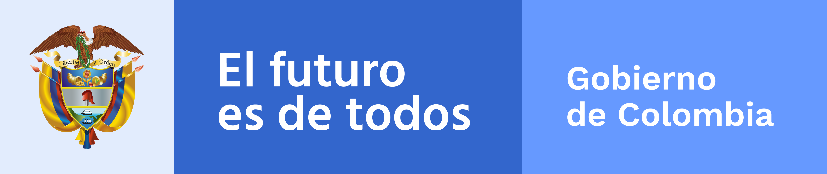 El futuro
es de todos
Gobierno
de Colombia